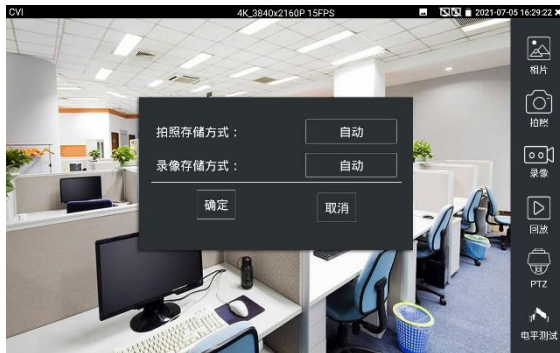 CVI 4K_3840x2160P 15FPS 2021-07-05 16:29:22
相片
拍照
录像
回放
PTZ
电平测试
拍照存储方式： 自动
录像存储方式： 自动
确定 取消